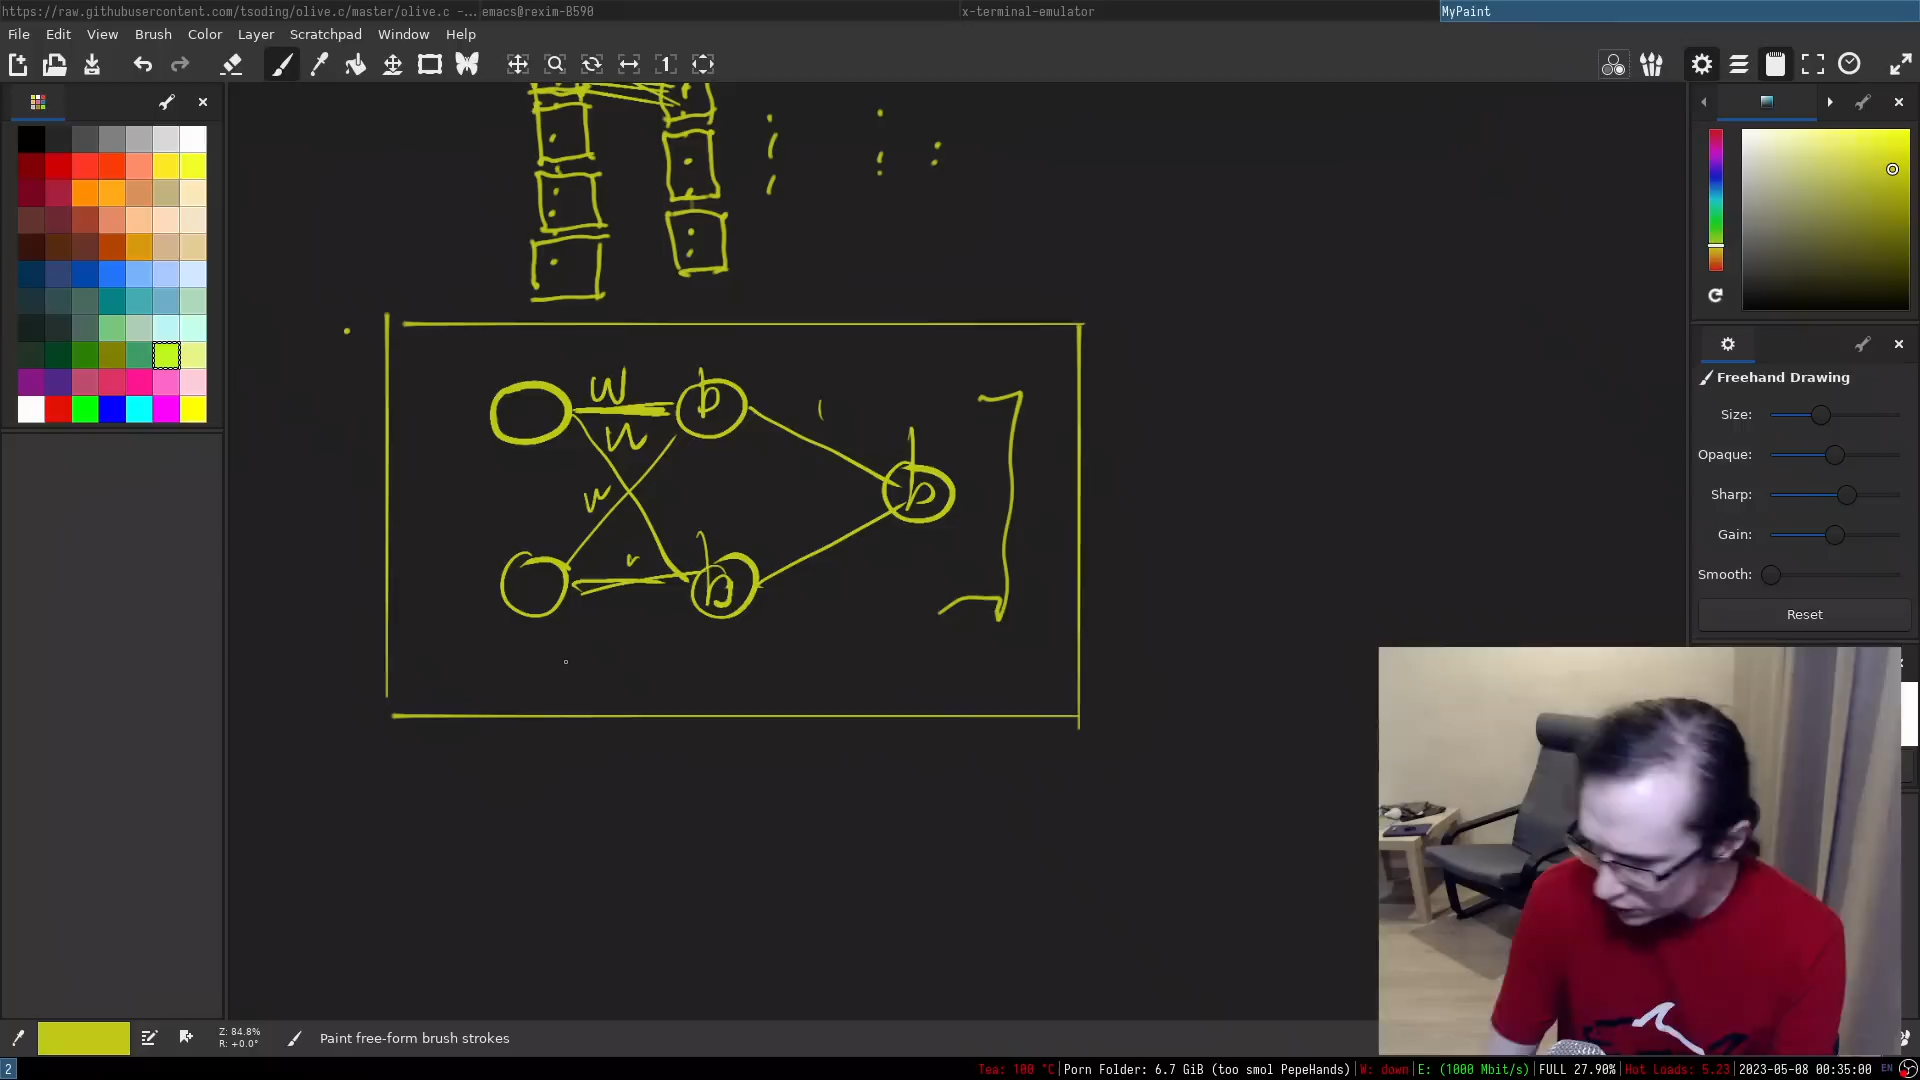 https://raw.githubusercontent.com/tsoding/olive.c/master/olive.c -... emacs@rexim-B590 x-terminal-emulator MyPaint
File Edit View Brush Color Layer Scratchpad Window Help
Freehand Drawing
Size:
Opaque:
Sharp:
Gain:
Smooth:
Reset
W b
W
W b
b
Z: 84.8%
R: +0.0°
Paint free-form brush strokes
2 Tea: 100 °C Porn Folder: 6.7 GiB (too smol PepeHands) W: down E: (1000 Mbit/s) FULL 27.90% Hot Loads: 5.23 2023-05-08 00:35:00 EN